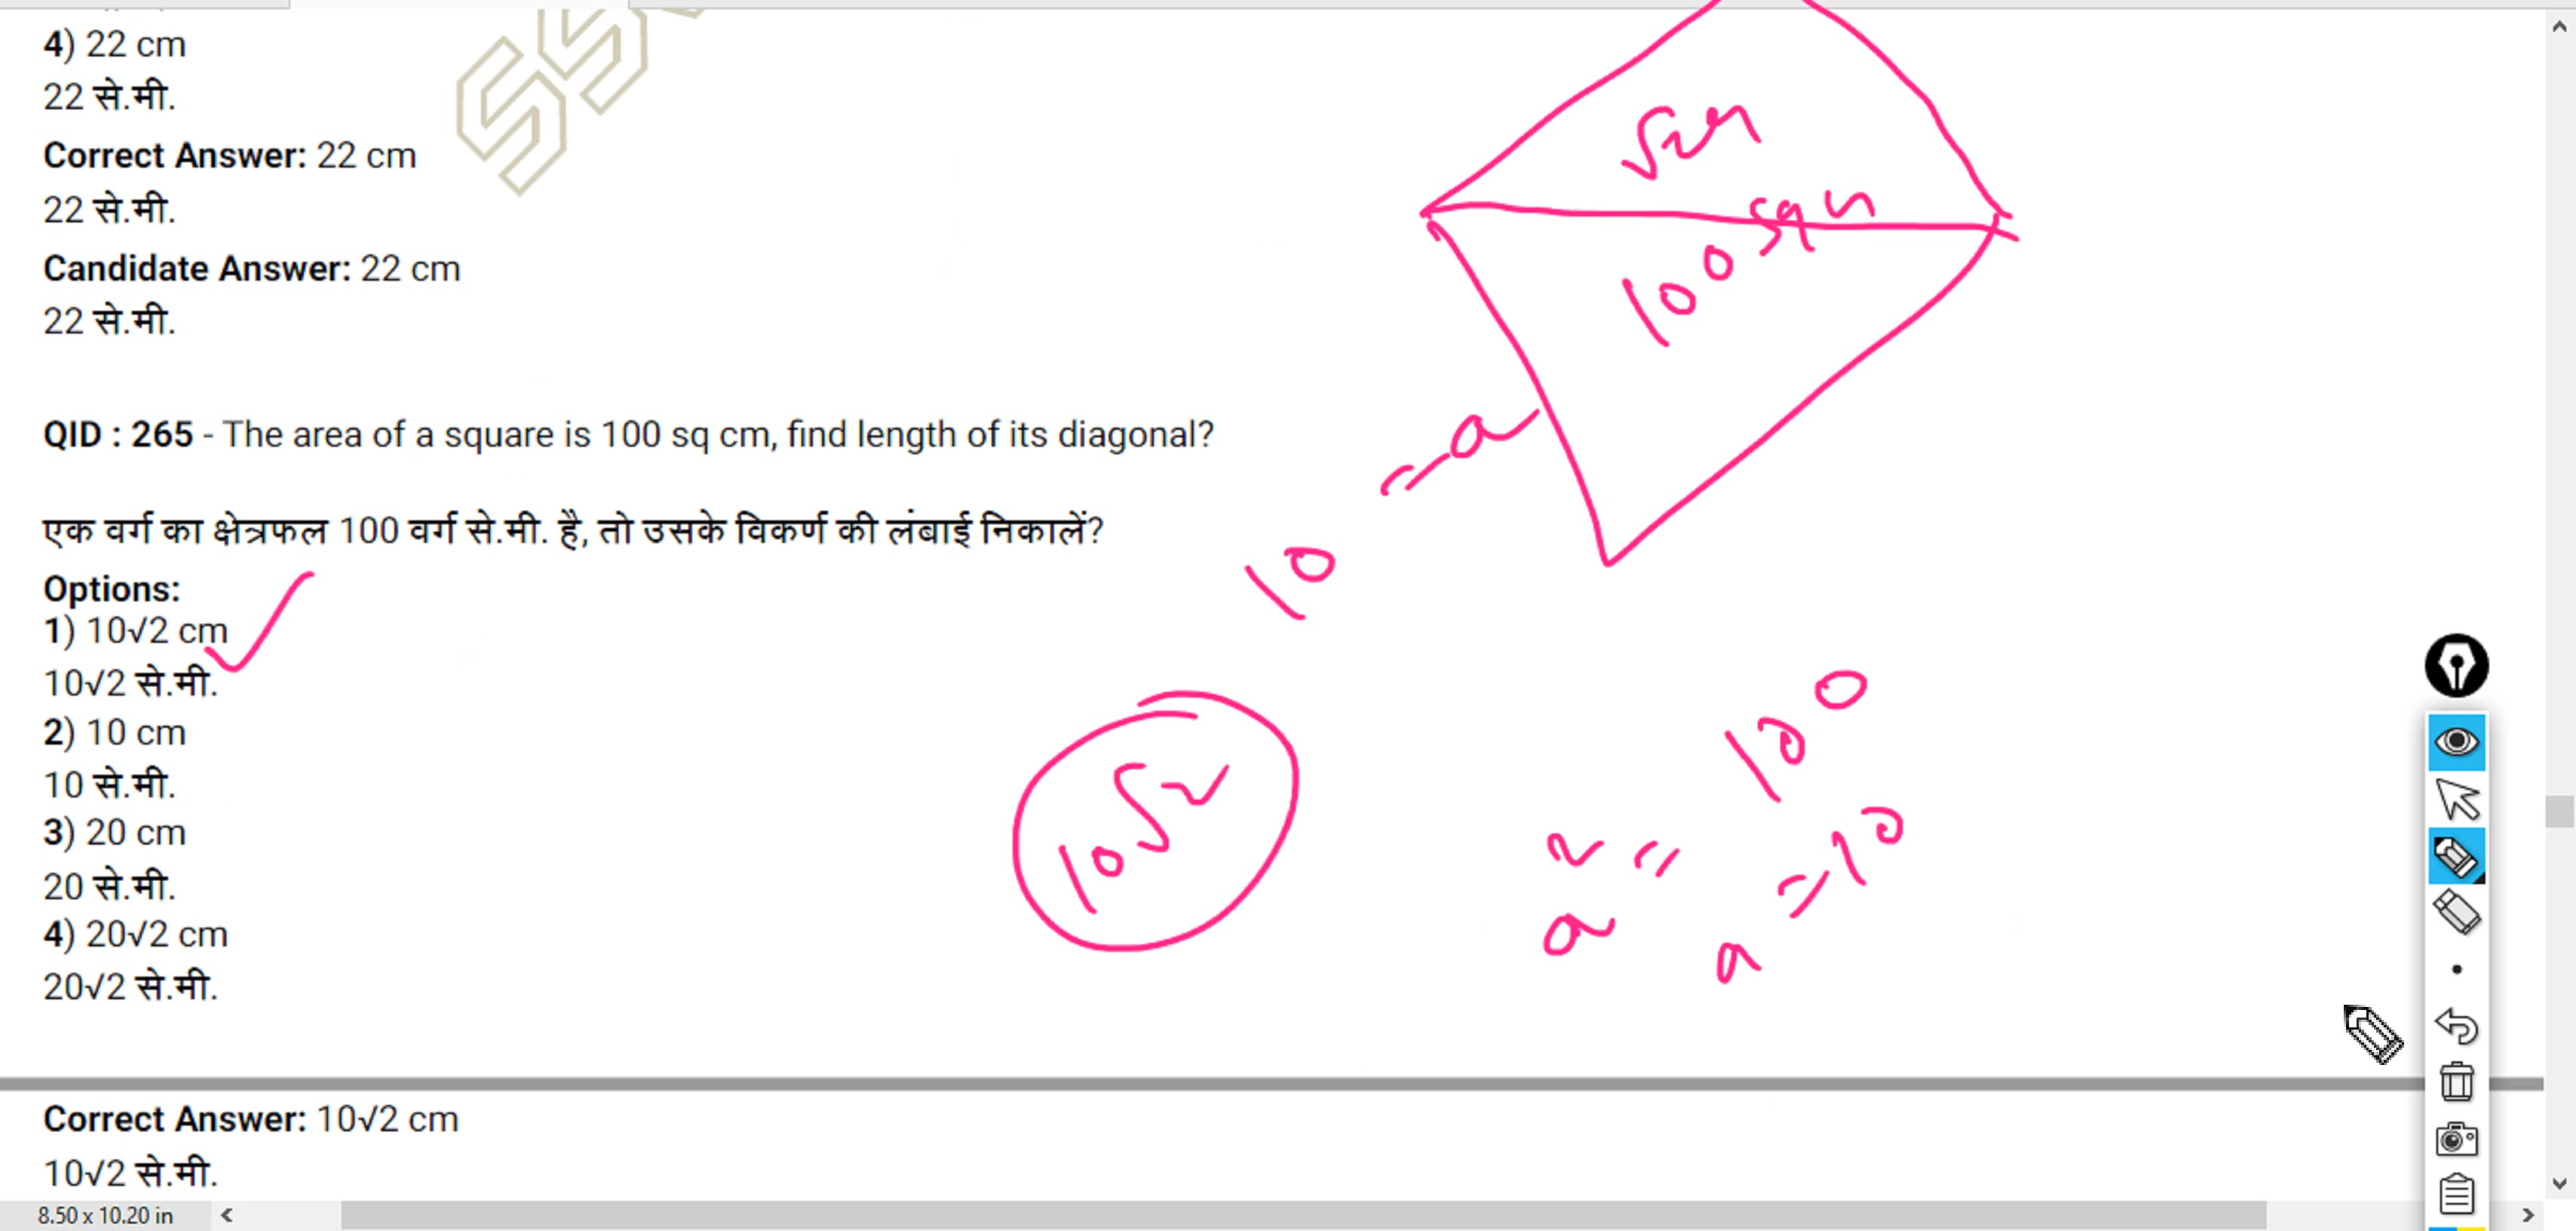 4) 22 cm
22 से.मी.
Correct Answer: 22 cm
22 से.मी.
Candidate Answer: 22 cm
22 से.मी.
QID : 265 - The area of a square is 100 sq cm, find length of its diagonal?
एक वर्ग का क्षेत्रफल 100 वर्ग से.मी. है, तो उसके विकर्ण की लंबाई निकालें?
Options:
1) 10√2 cm
10√2 से.मी.
2) 10 cm
10 से.मी.
3) 20 cm
20 से.मी.
4) 20√2 cm
20√2 से.मी.
Correct Answer: 10√2 cm
10√2 से.मी.
√2a
100 sq
10 = a
10√2
a² = 100
a = 10
8.50 x 10.20 in